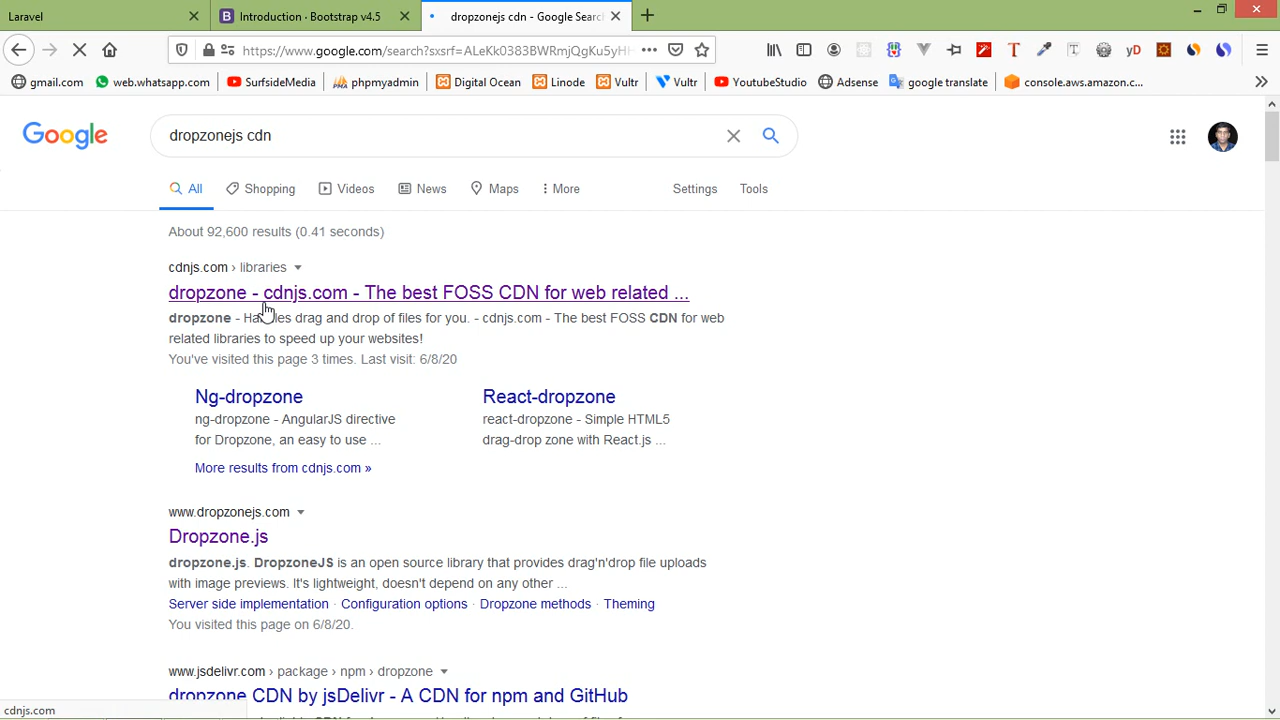 Laravel
Introduction · Bootstrap v4.5
dropzonejs cdn - Google Search
https://www.google.com/search?sxsrf=ALeKk0383BWRmjQgKu5yHH
gmail.com
web.whatsapp.com
SurfsideMedia
phpmyadmin
Digital Ocean
Linode
Vultr
Vultr
YoutubeStudio
Adsense
google translate
console.aws.amazon.c...
Google
dropzonejs cdn
All
Shopping
Videos
News
Maps
More
Settings
Tools
About 92,600 results (0.41 seconds)
cdnjs.com › libraries
dropzone - cdnjs.com - The best FOSS CDN for web related ...
dropzone - Handles drag and drop of files for you. - cdnjs.com - The best FOSS CDN for web
related libraries to speed up your websites!
You've visited this page 3 times. Last visit: 6/8/20
Ng-dropzone
ng-dropzone - AngularJS directive
for Dropzone, an easy to use ...
React-dropzone
react-dropzone - Simple HTML5
drag-drop zone with React.js ...
More results from cdnjs.com »
www.dropzonejs.com
Dropzone.js
dropzone.js. DropzoneJS is an open source library that provides drag'n'drop file uploads
with image previews. It's lightweight, doesn't depend on any other ...
Server side implementation · Configuration options · Dropzone methods · Theming
You visited this page on 6/8/20.
www.jsdelivr.com › package › npm › dropzone
dropzone CDN by jsDelivr - A CDN for npm and GitHub
cdnjs.com